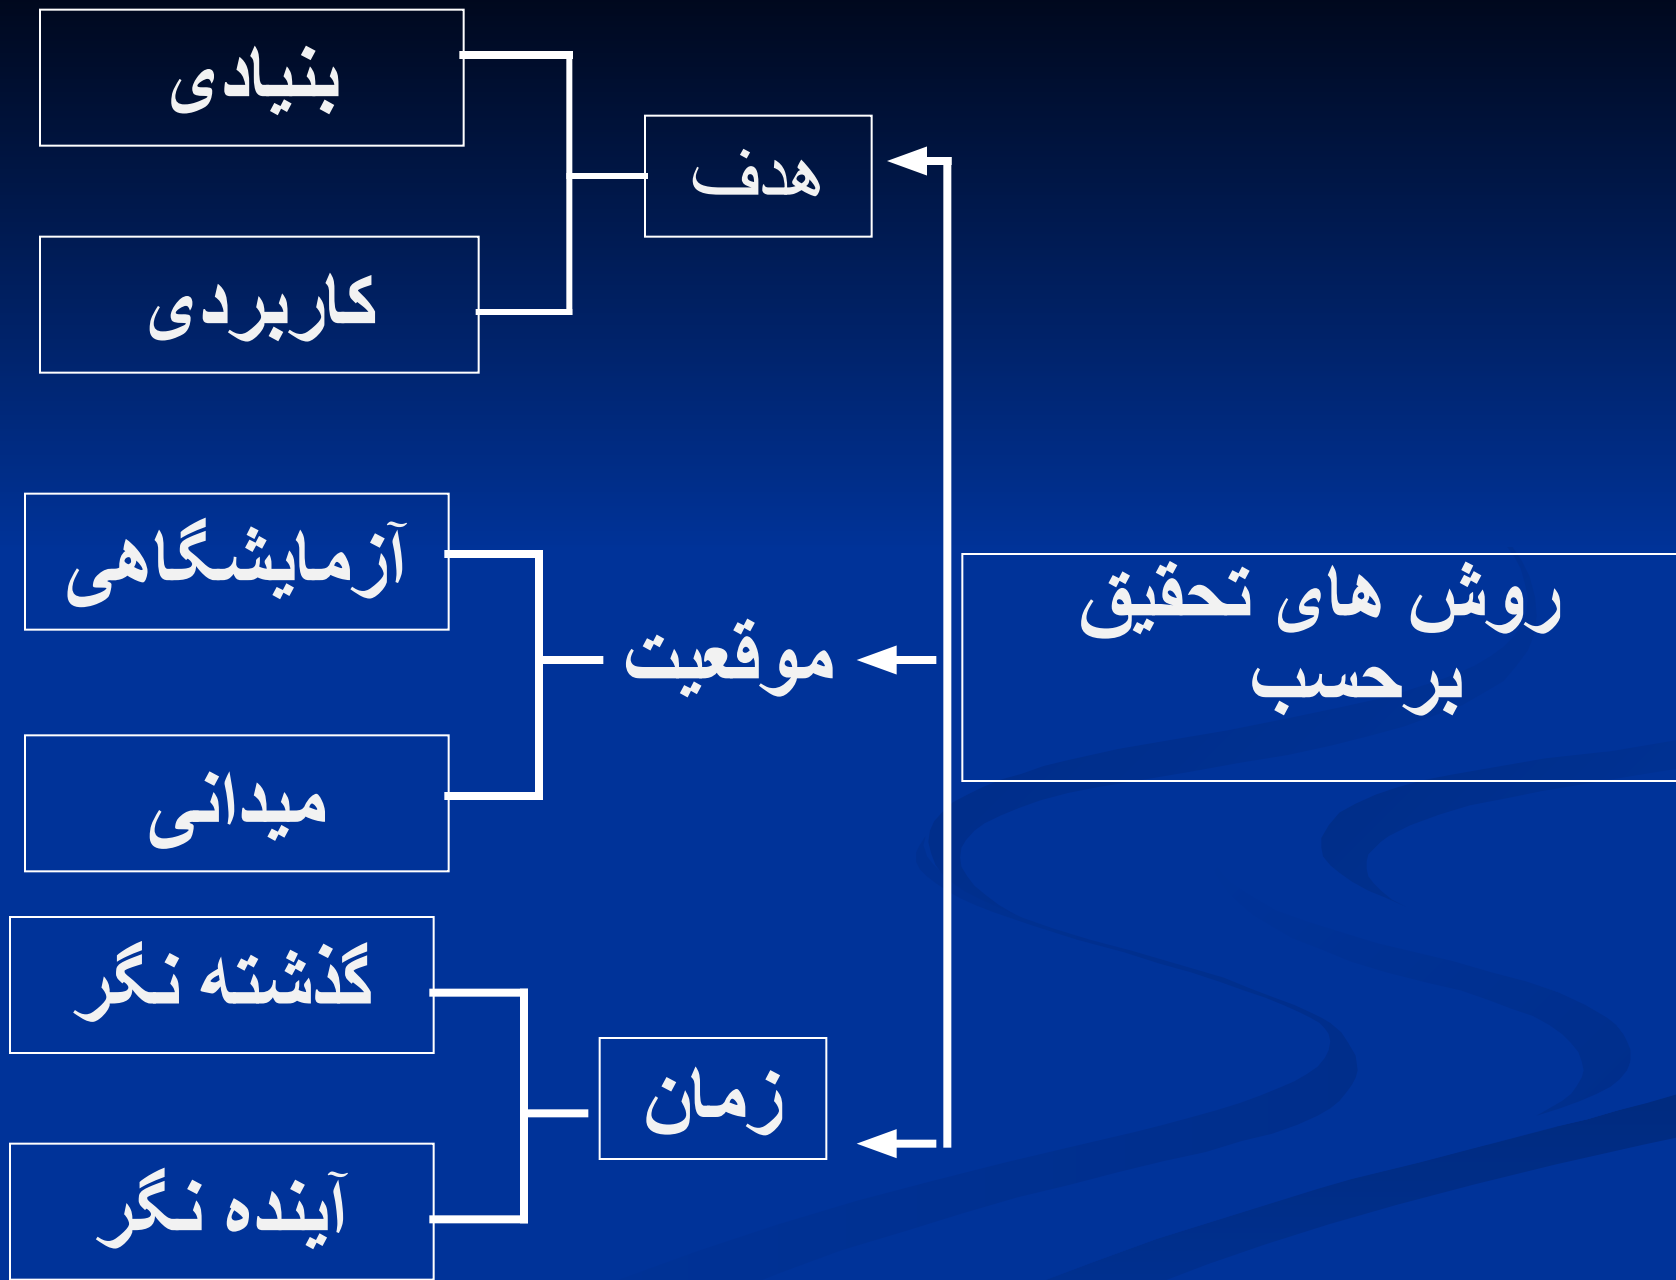 روش های تحقیق
برحسب
هدف
بنیادی
کاربردی
موقعیت
آزمایشگاهی
میدانی
زمان
گذشته نگر
آینده نگر